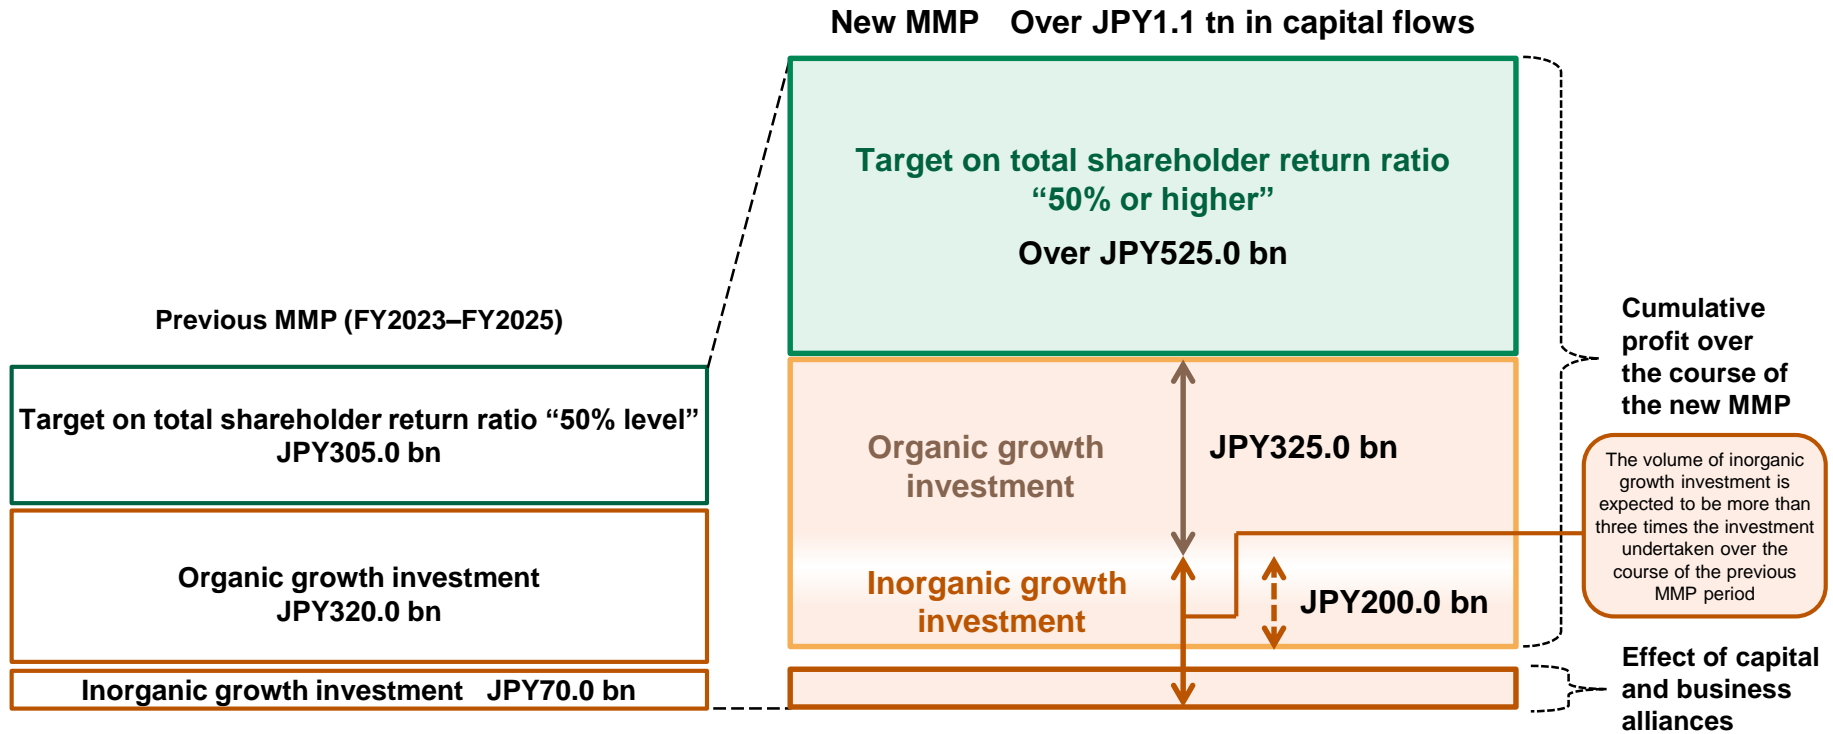 New MMP Over JPY1.1 tn in capital flows
Target on total shareholder return ratio
“50% or higher”
Over JPY525.0 bn
Previous MMP (FY2023–FY2025)
Target on total shareholder return ratio “50% level”
JPY305.0 bn
Organic growth investment
JPY320.0 bn
Inorganic growth investment JPY70.0 bn
Organic growth
investment
JPY325.0 bn
Inorganic growth
investment
JPY200.0 bn
Cumulative
profit over
the course of
the new MMP
The volume of inorganic
growth investment is
expected to be more than
three times the investment
undertaken over the
course of the previous
MMP period
Effect of capital
and business
alliances